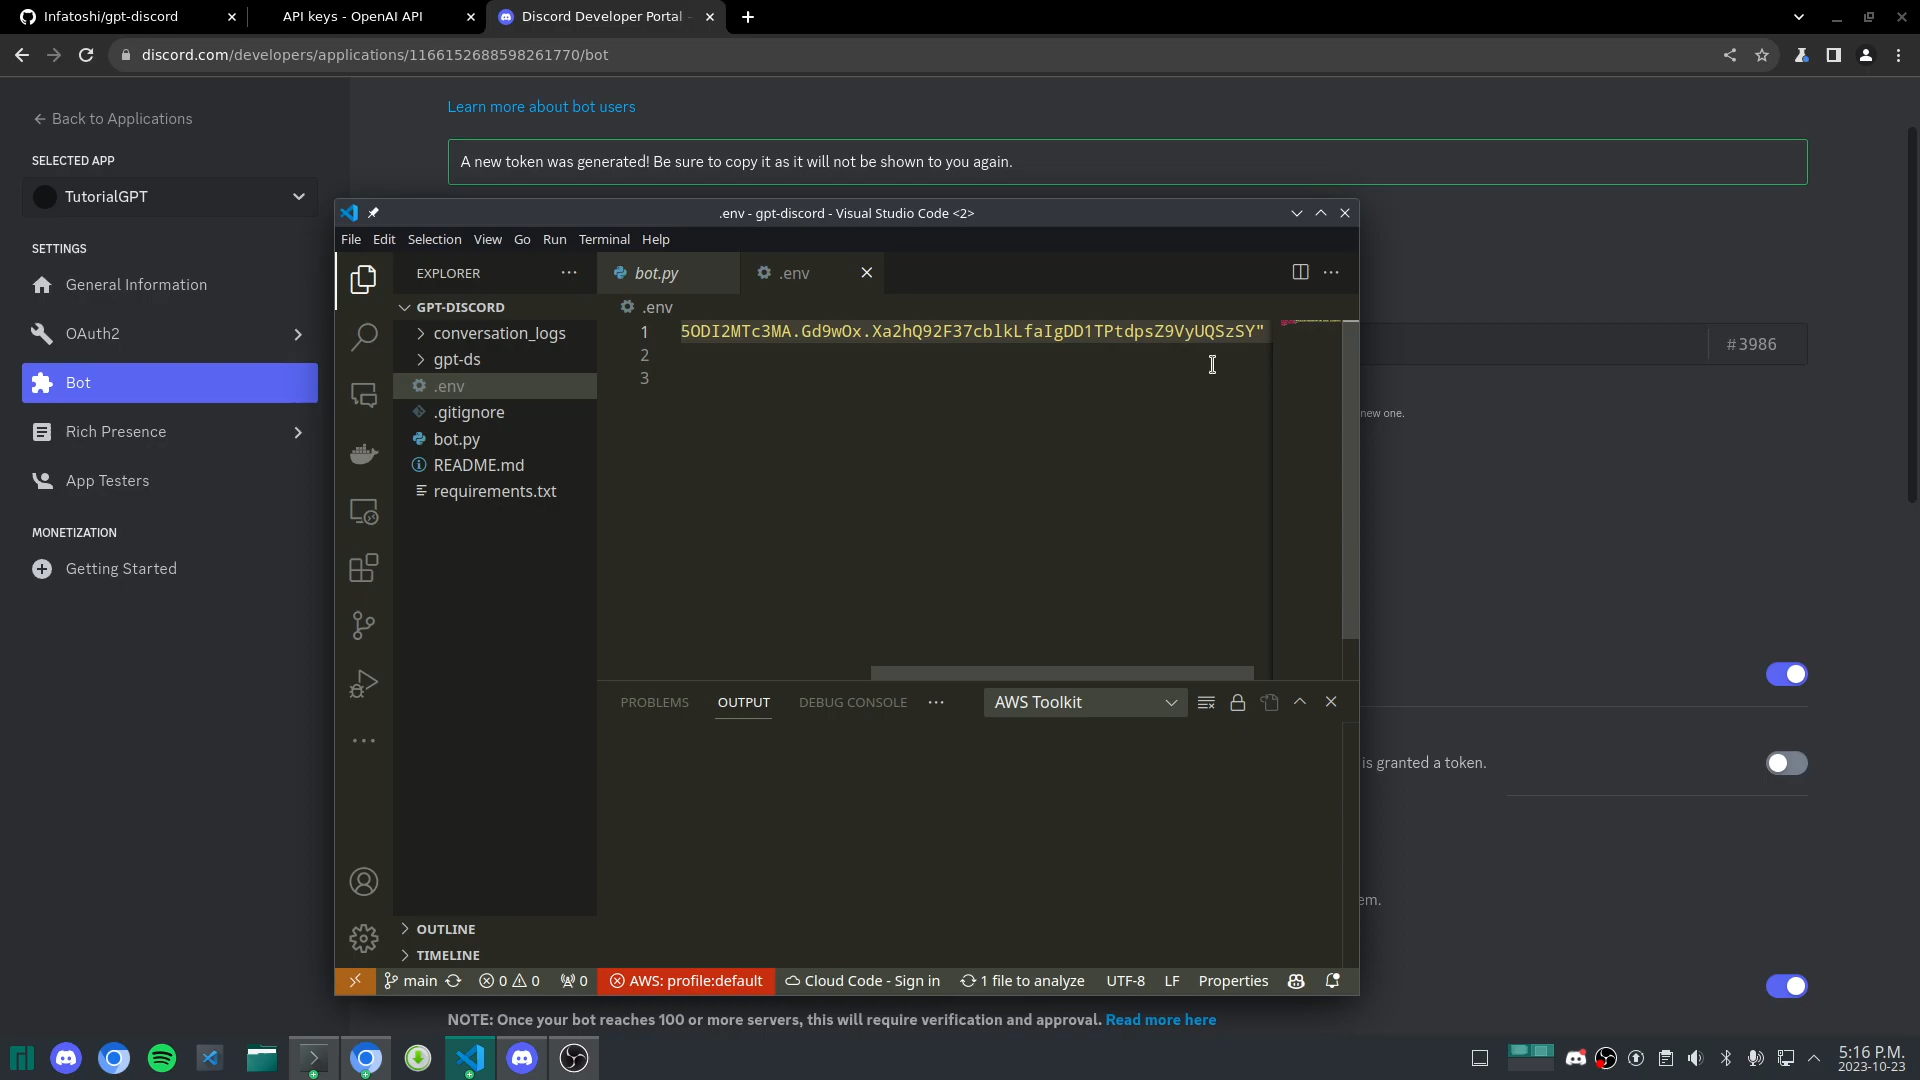 Infatoshi/gpt-discord
API keys - OpenAI API
Discord Developer Portal -
discord.com/developers/applications/1166152688598261770/bot
Back to Applications
SELECTED APP
TutorialGPT
SETTINGS
General Information
OAuth2
Bot
Rich Presence
App Testers
MONETIZATION
Getting Started
Learn more about bot users
A new token was generated! Be sure to copy it as it will not be shown to you again.
#3986
new one.
is granted a token.
em.
.env - gpt-discord - Visual Studio Code <2>
File Edit Selection View Go Run Terminal Help
EXPLORER
GPT-DISCORD
conversation_logs
gpt-ds
.env
.gitignore
bot.py
README.md
requirements.txt
OUTLINE
TIMELINE
bot.py
.env
.env
1 [bot token redacted]"
2
3
PROBLEMS OUTPUT DEBUG CONSOLE
AWS Toolkit
main 0 0 0 AWS: profile:default Cloud Code - Sign in 1 file to analyze UTF-8 LF Properties
NOTE: Once your bot reaches 100 or more servers, this will require verification and approval. Read more here
5:16 P.M.
2023-10-23